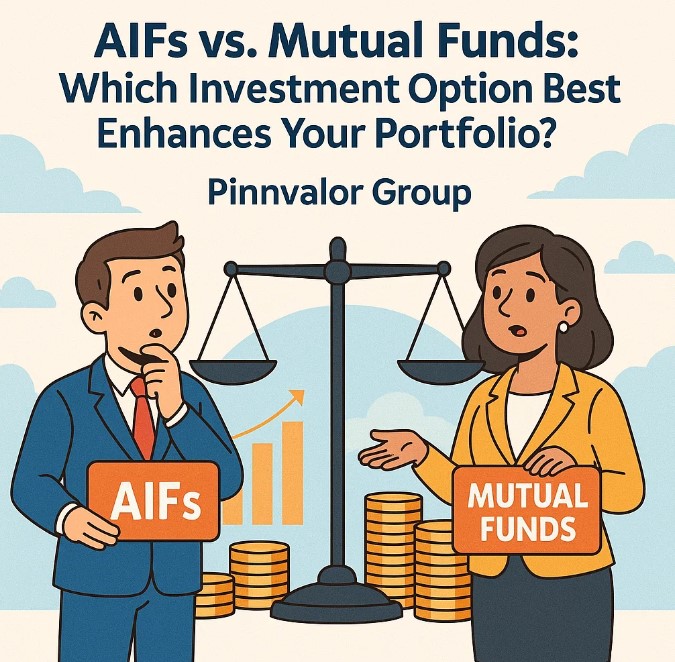 AIFs vs. Mutual Funds:
Which Investment Option Best
Enhances Your Portfolio?
Pinnvalor Group
AIFs
MUTUAL
FUNDS